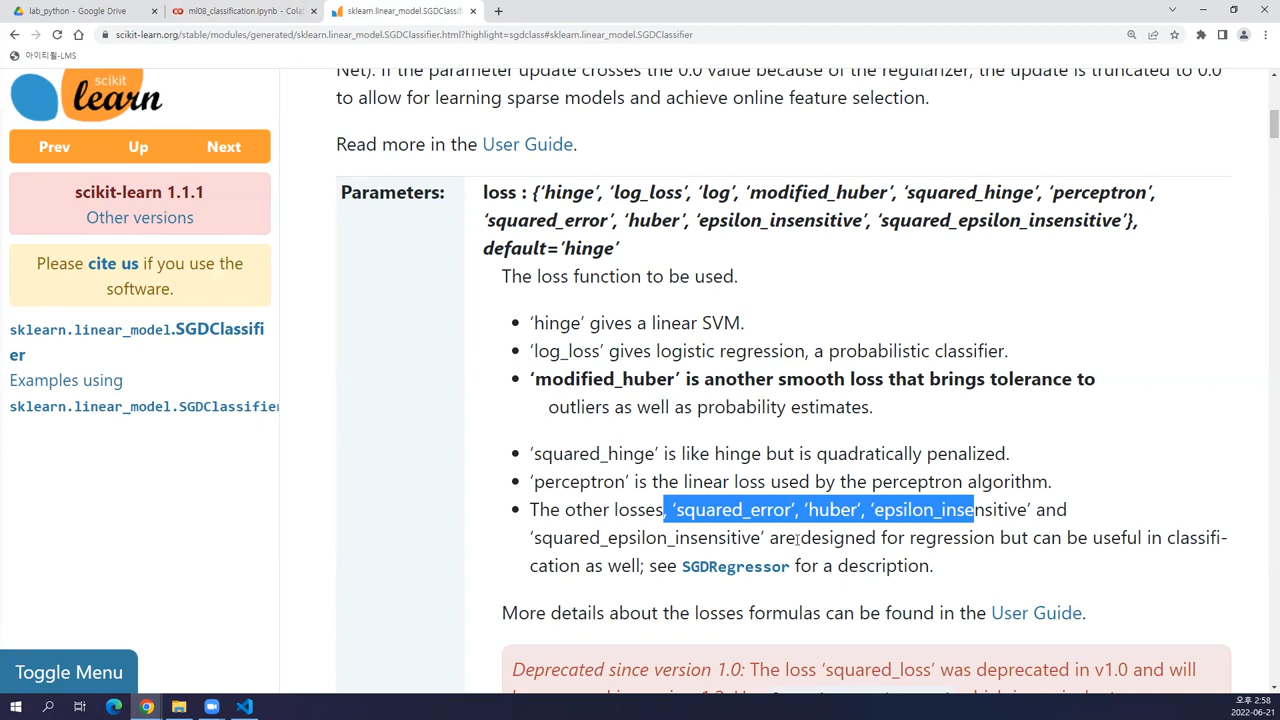 lab_python - Google Drive
ml08_classification.ipynb - Cola
sklearn.linear_model.SGDClassifi
scikit-learn.org/stable/modules/generated/sklearn.linear_model.SGDClassifier.html?highlight=sgdclass#sklearn.linear_model.SGDClassifier
아이티윌-LMS
scikit
learn
Prev Up Next
scikit-learn 1.1.1
Other versions
Please cite us if you use the
software.
sklearn.linear_model.SGDClassifi
er
Examples using
sklearn.linear_model.SGDClassifier
Net). If the parameter update crosses the 0.0 value because of the regularizer, the update is truncated to 0.0
to allow for learning sparse models and achieve online feature selection.
Read more in the User Guide.
Parameters:
loss : {‘hinge’, ‘log_loss’, ‘log’, ‘modified_huber’, ‘squared_hinge’, ‘perceptron’,
‘squared_error’, ‘huber’, ‘epsilon_insensitive’, ‘squared_epsilon_insensitive’},
default=’hinge’
The loss function to be used.
• ‘hinge’ gives a linear SVM.
• ‘log_loss’ gives logistic regression, a probabilistic classifier.
• ‘modified_huber’ is another smooth loss that brings tolerance to
outliers as well as probability estimates.
• ‘squared_hinge’ is like hinge but is quadratically penalized.
• ‘perceptron’ is the linear loss used by the perceptron algorithm.
• The other losses, ‘squared_error’, ‘huber’, ‘epsilon_insensitive’ and
‘squared_epsilon_insensitive’ are designed for regression but can be useful in classifi-
cation as well; see SGDRegressor for a description.
More details about the losses formulas can be found in the User Guide.
Deprecated since version 1.0: The loss ‘squared_loss’ was deprecated in v1.0 and will
Toggle Menu
오후 2:58
2022-06-21